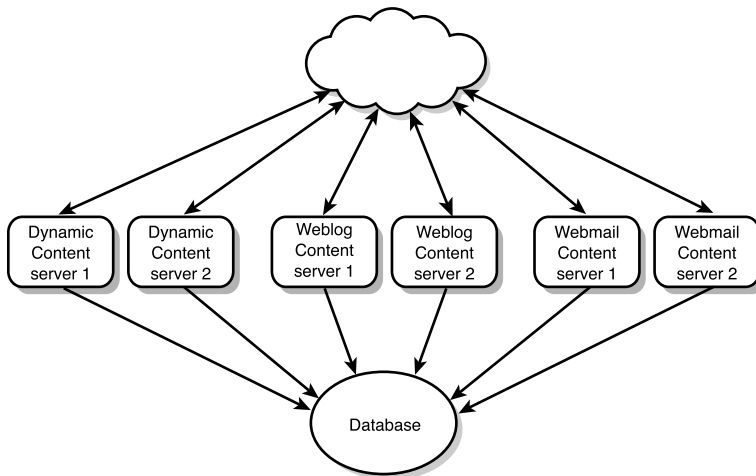 Dynamic
Content
server 1
Dynamic
Content
server 2
Weblog
Content
server 1
Weblog
Content
server 2
Webmail
Content
server 1
Webmail
Content
server 2
Database